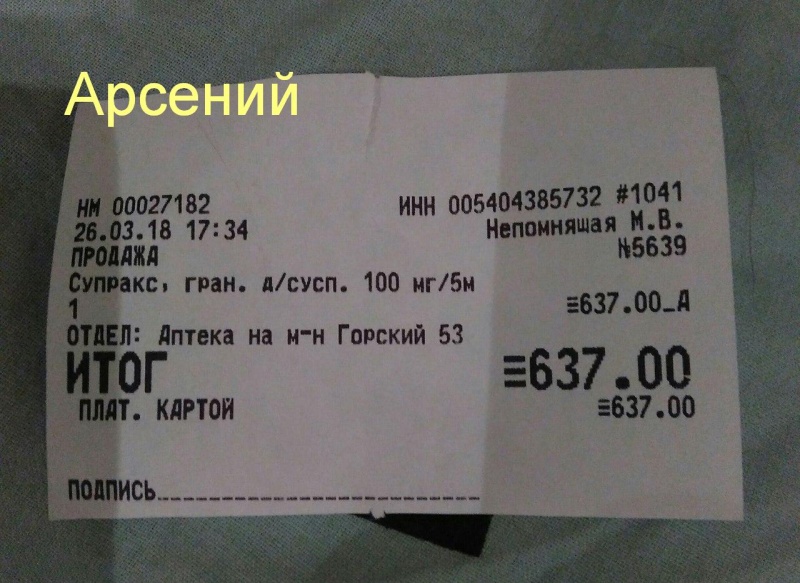 Арсений
НМ 00027182 ИНН 005404385732 #1041
26.03.18 17:34 Непомнящая М.В.
ПРОДАЖА №5639
Супракс, гран. д/сусп. 100 мг/5м
1 ≡637.00_А
ОТДЕЛ: Аптека на м-н Горский 53
ИТОГ ≡637.00
ПЛАТ. КАРТОЙ ≡637.00
ПОДПИСЬ